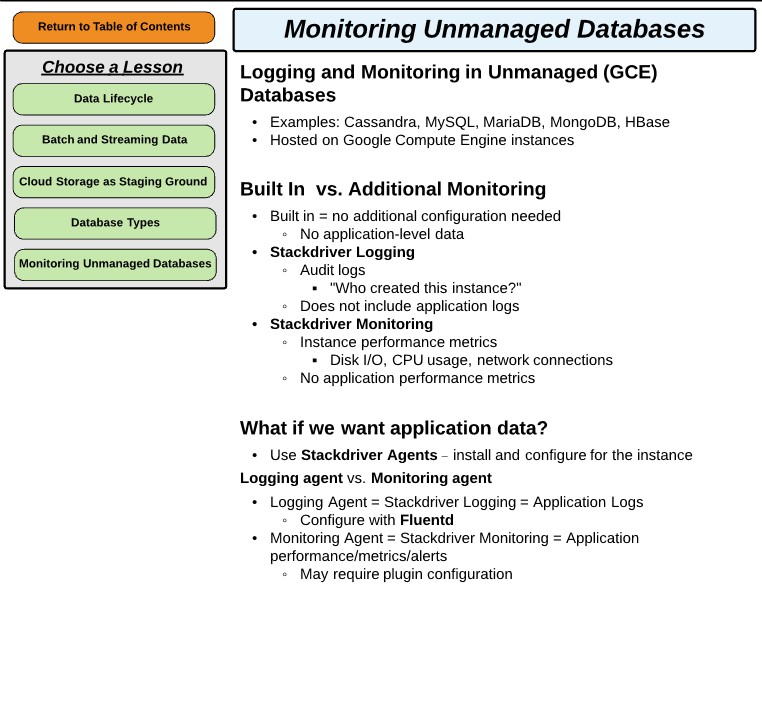 Return to Table of Contents
Choose a Lesson
Data Lifecycle
Batch and Streaming Data
Cloud Storage as Staging Ground
Database Types
Monitoring Unmanaged Databases
Monitoring Unmanaged Databases
Logging and Monitoring in Unmanaged (GCE)
Databases
• Examples: Cassandra, MySQL, MariaDB, MongoDB, HBase
• Hosted on Google Compute Engine instances
Built In vs. Additional Monitoring
• Built in = no additional configuration needed
◦ No application-level data
• Stackdriver Logging
◦ Audit logs
▪ "Who created this instance?"
◦ Does not include application logs
• Stackdriver Monitoring
◦ Instance performance metrics
▪ Disk I/O, CPU usage, network connections
◦ No application performance metrics
What if we want application data?
• Use Stackdriver Agents – install and configure for the instance
Logging agent vs. Monitoring agent
• Logging Agent = Stackdriver Logging = Application Logs
◦ Configure with Fluentd
• Monitoring Agent = Stackdriver Monitoring = Application
performance/metrics/alerts
◦ May require plugin configuration